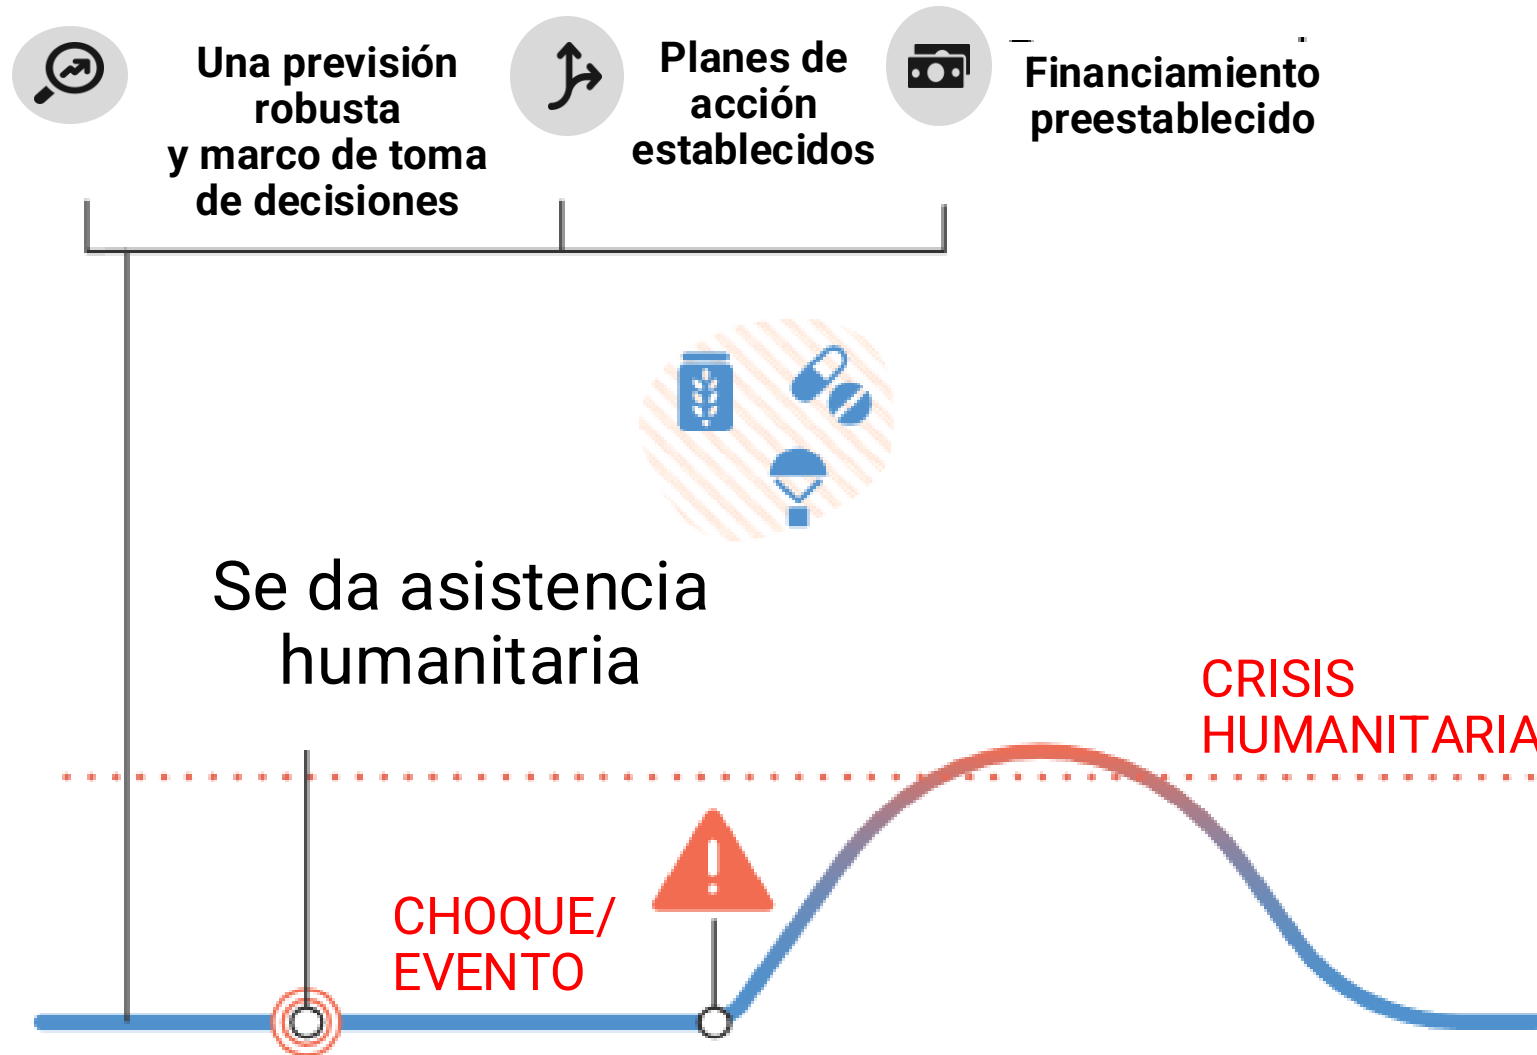 Una previsión
robusta
y marco de toma
de decisiones
Planes de
acción
establecidos
Financiamiento
preestablecido
Se da asistencia
humanitaria
CRISIS
HUMANITARIA
CHOQUE/
EVENTO